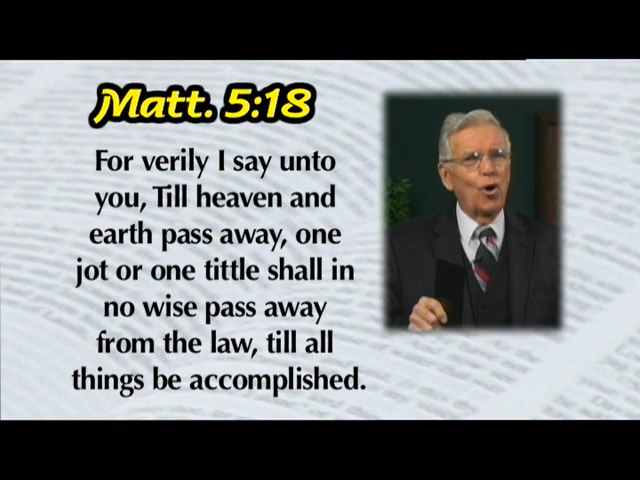 Matt. 5:18
For verily I say unto
you, Till heaven and
earth pass away, one
jot or one tittle shall in
no wise pass away
from the law, till all
things be accomplished.